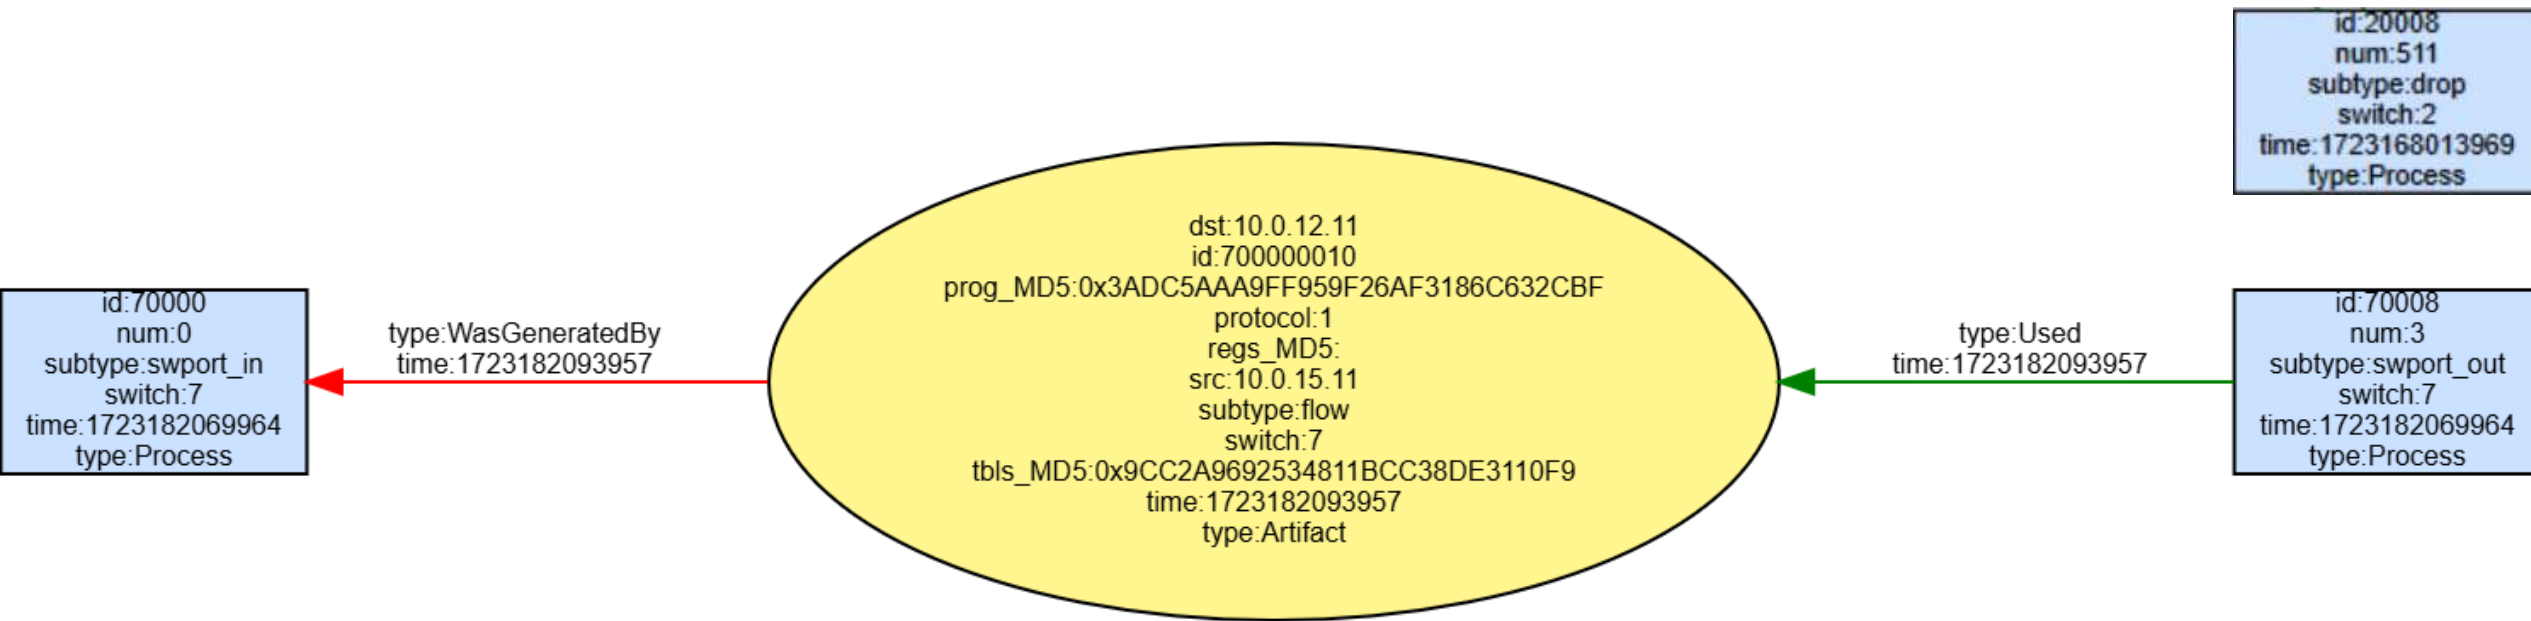 id:20008
num:511
subtype:drop
switch:2
time:1723168013969
type:Process
id:70000
num:0
subtype:swport_in
switch:7
time:1723182069964
type:Process
type:WasGeneratedBy
time:1723182093957
dst:10.0.12.11
id:700000010
prog_MD5:0x3ADC5AAA9FF959F26AF3186C632CBF
protocol:1
regs_MD5:
src:10.0.15.11
subtype:flow
switch:7
tbls_MD5:0x9CC2A9692534811BCC38DE3110F9
time:1723182093957
type:Artifact
type:Used
time:1723182093957
id:70008
num:3
subtype:swport_out
switch:7
time:1723182069964
type:Process